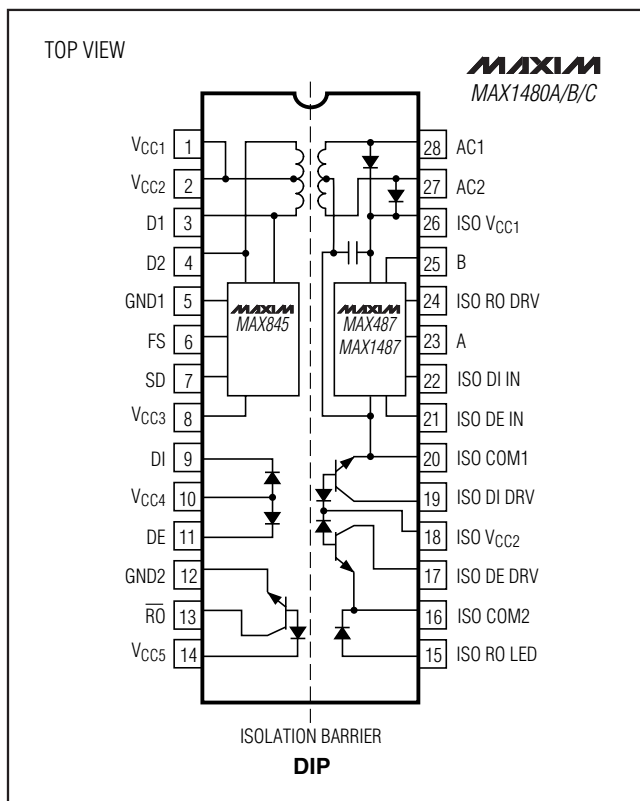 TOP VIEW
MAXIM
MAX1480A/B/C
VCC1 1
VCC2 2
D1 3
D2 4
GND1 5
FS 6
SD 7
VCC3 8
DI 9
VCC4 10
DE 11
GND2 12
R̅O̅ 13
VCC5 14
MAXIM
MAX845
MAXIM
MAX487
MAX1487
28 AC1
27 AC2
26 ISO VCC1
25 B
24 ISO RO DRV
23 A
22 ISO DI IN
21 ISO DE IN
20 ISO COM1
19 ISO DI DRV
18 ISO VCC2
17 ISO DE DRV
16 ISO COM2
15 ISO RO LED
ISOLATION BARRIER
DIP